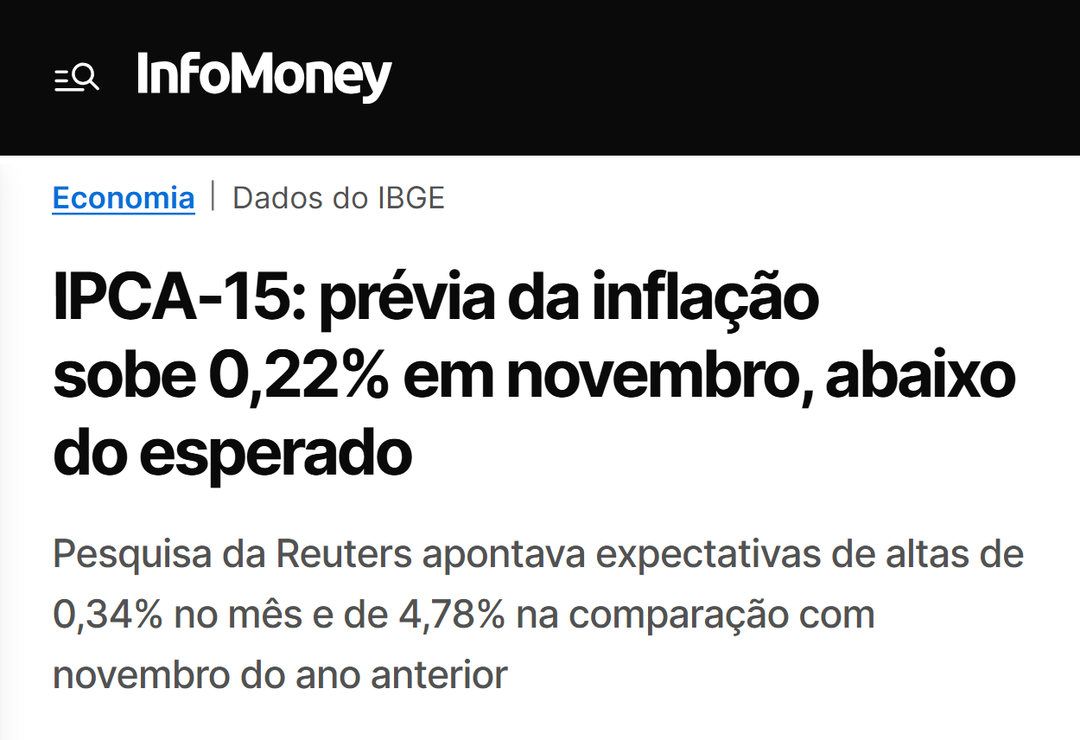 InfoMoney
Economia | Dados do IBGE
IPCA-15: prévia da inflação
sobe 0,22% em novembro, abaixo
do esperado
Pesquisa da Reuters apontava expectativas de altas de
0,34% no mês e de 4,78% na comparação com
novembro do ano anterior